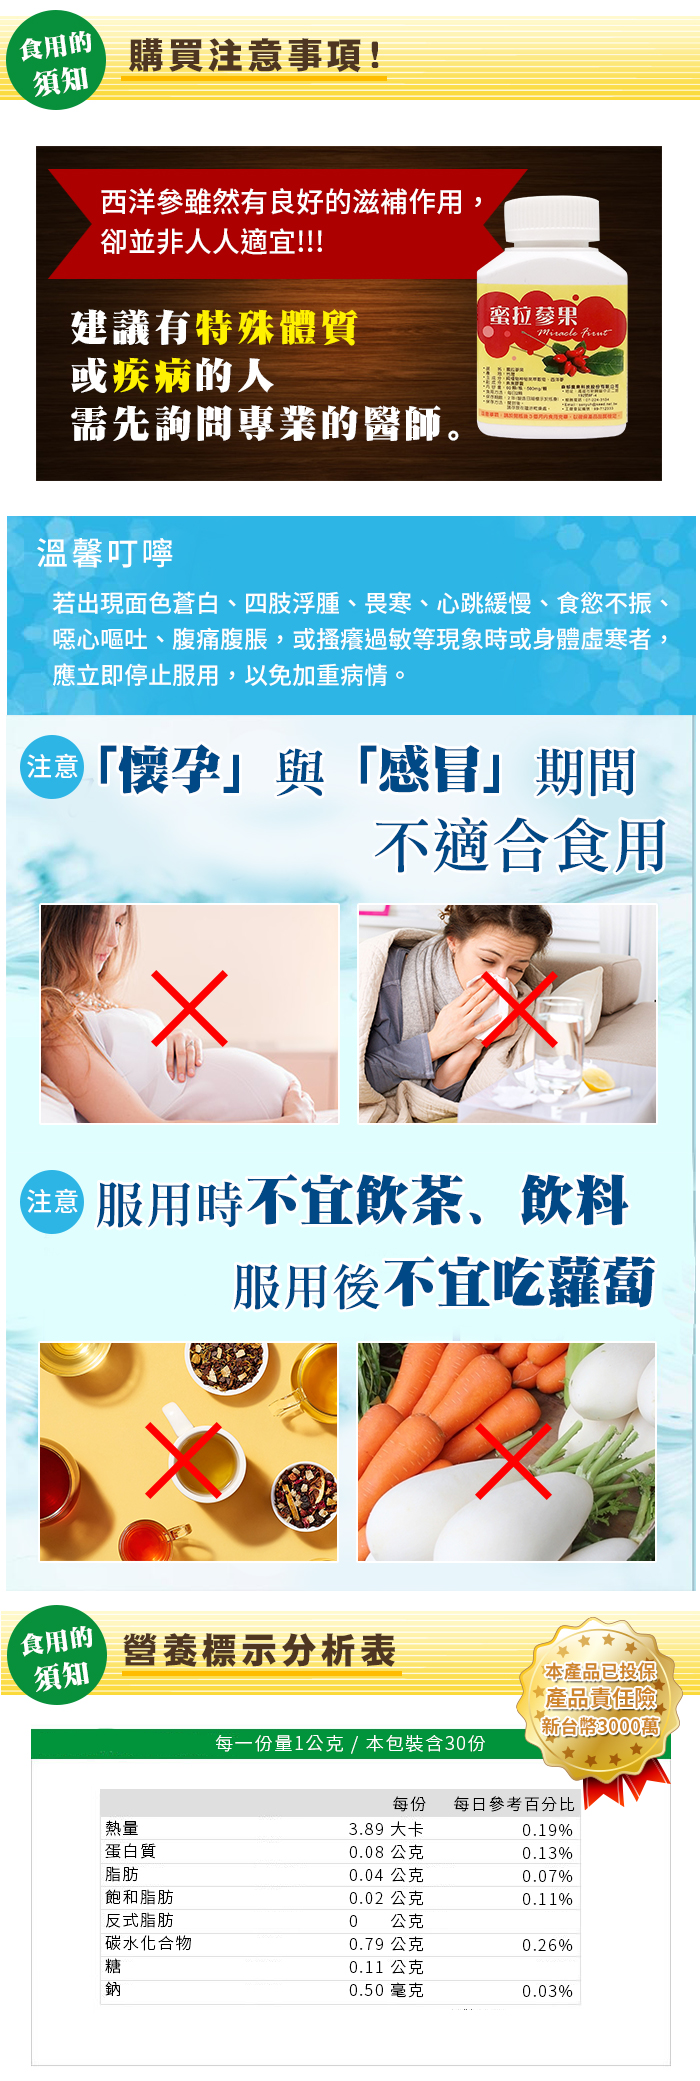 食用的
須知
購買注意事項!
西洋參雖然有良好的滋補作用，
卻並非人人適宜!!!
建議有特殊體質
或疾病的人
需先詢問專業的醫師。
蜜拉蔘果
Miracle Firut
溫馨叮嚀
若出現面色蒼白、四肢浮腫、畏寒、心跳緩慢、食慾不振、
噁心嘔吐、腹痛腹脹，或搔癢過敏等現象時或身體虛寒者，
應立即停止服用，以免加重病情。
注意
「懷孕」與「感冒」期間
不適合食用
注意
服用時不宜飲茶、飲料
服用後不宜吃蘿蔔
食用的
須知
營養標示分析表
本產品已投保
產品責任險
新台幣3000萬
每一份量1公克 / 本包裝含30份
每份 每日參考百分比
熱量 3.89 大卡 0.19%
蛋白質 0.08 公克 0.13%
脂肪 0.04 公克 0.07%
飽和脂肪 0.02 公克 0.11%
反式脂肪 0 公克
碳水化合物 0.79 公克 0.26%
糖 0.11 公克
鈉 0.50 毫克 0.03%